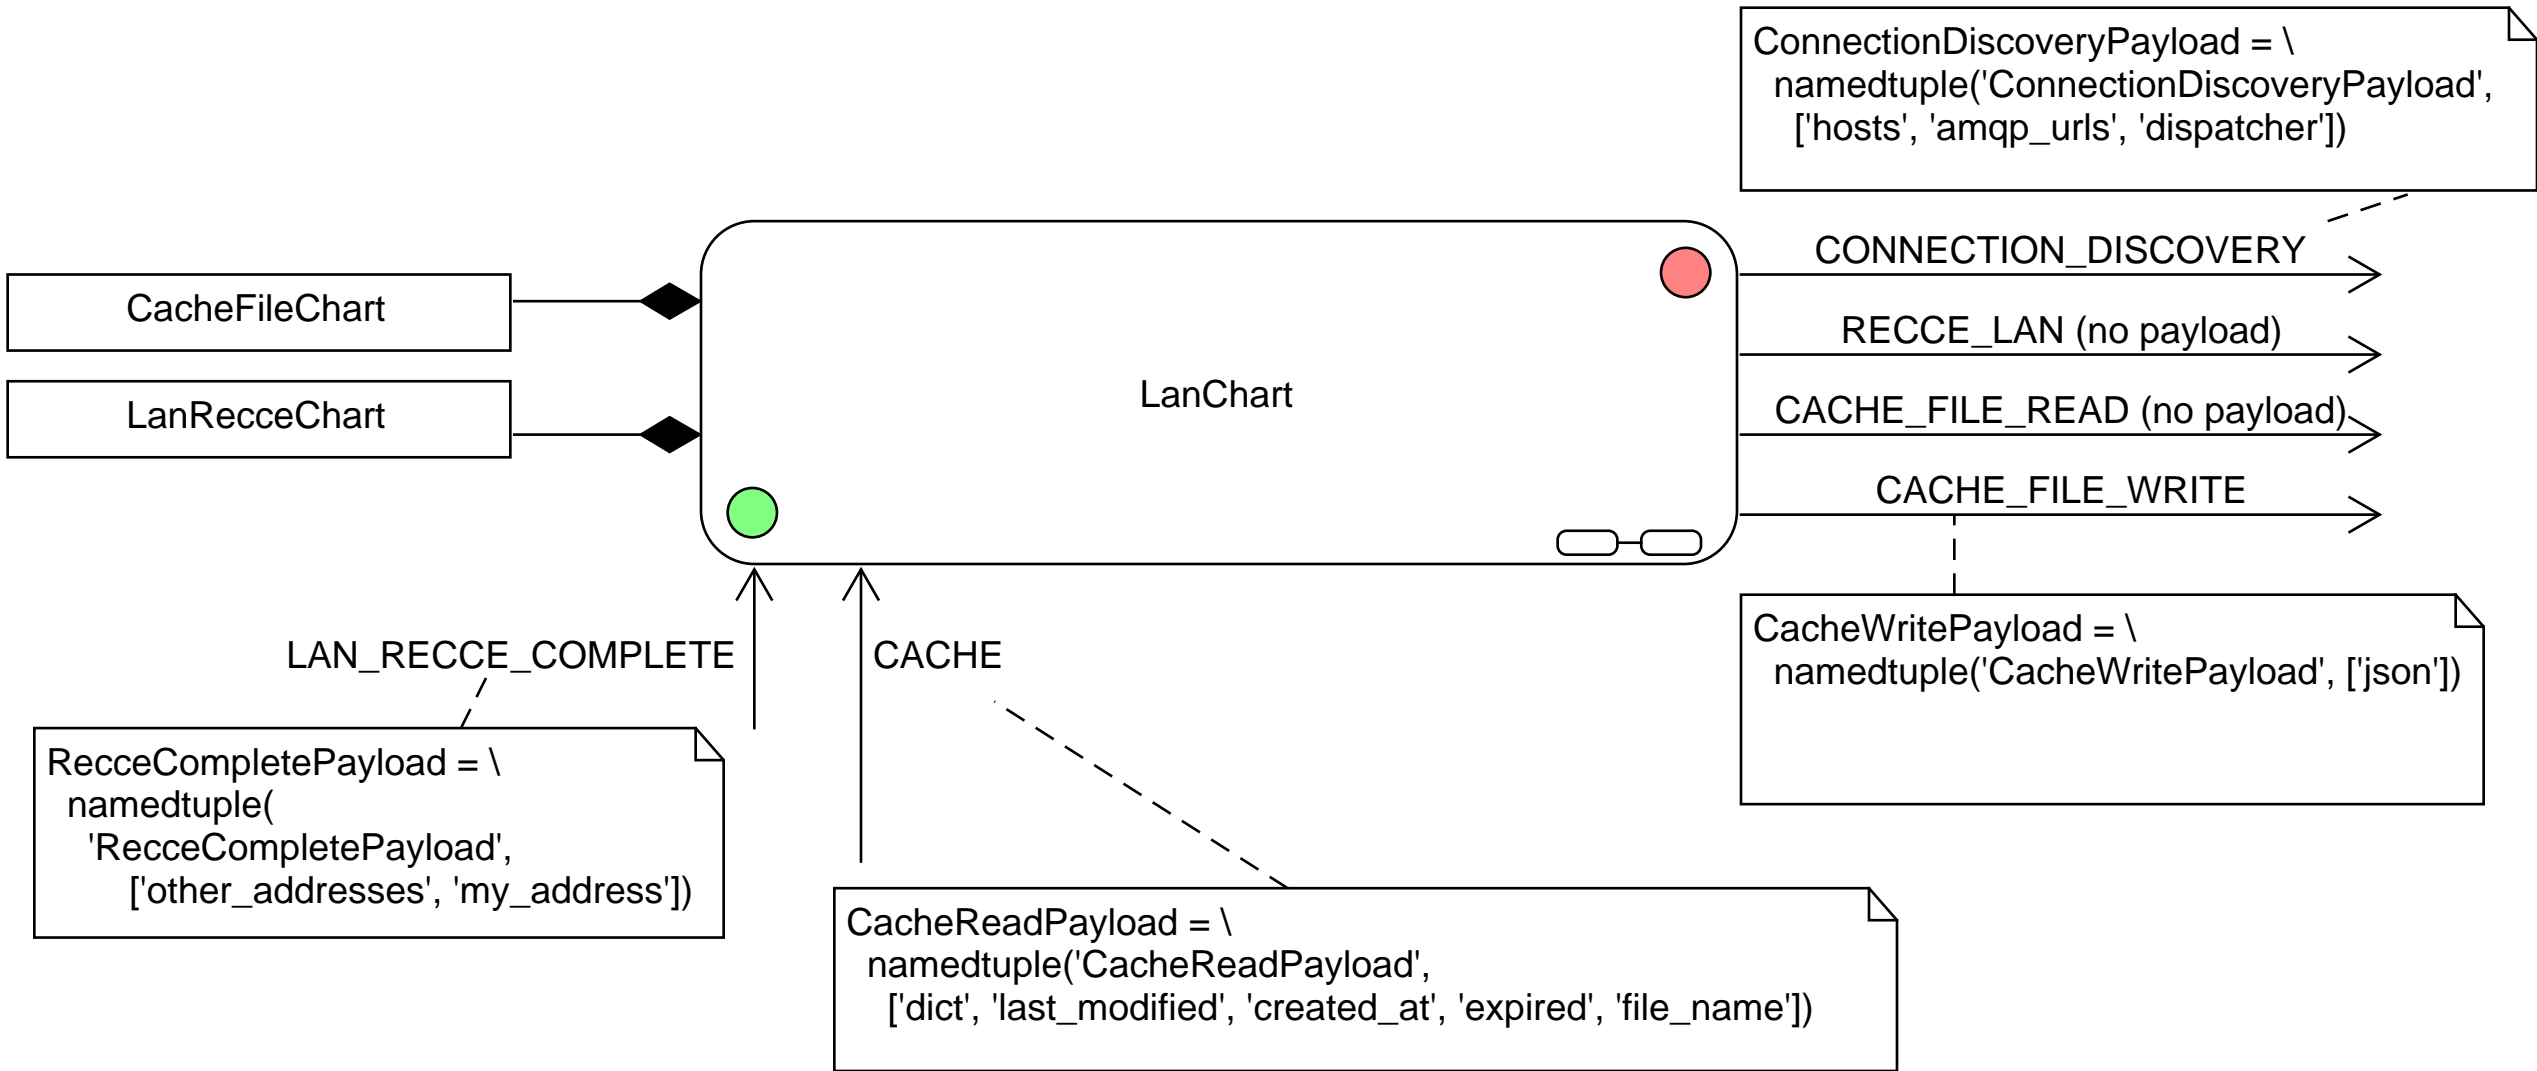 ConnectionDiscoveryPayload = \
namedtuple('ConnectionDiscoveryPayload',
['hosts', 'amqp_urls', 'dispatcher'])
CONNECTION_DISCOVERY
CacheFileChart
RECCE_LAN (no payload)
LanChart
LanRecceChart
CACHE_FILE_READ (no payload)
CACHE_FILE_WRITE
LAN_RECCE_COMPLETE
CACHE
CacheWritePayload = \
namedtuple('CacheWritePayload', ['json'])
RecceCompletePayload = \
namedtuple(
'RecceCompletePayload',
['other_addresses', 'my_address'])
CacheReadPayload = \
namedtuple('CacheReadPayload',
['dict', 'last_modified', 'created_at', 'expired', 'file_name'])